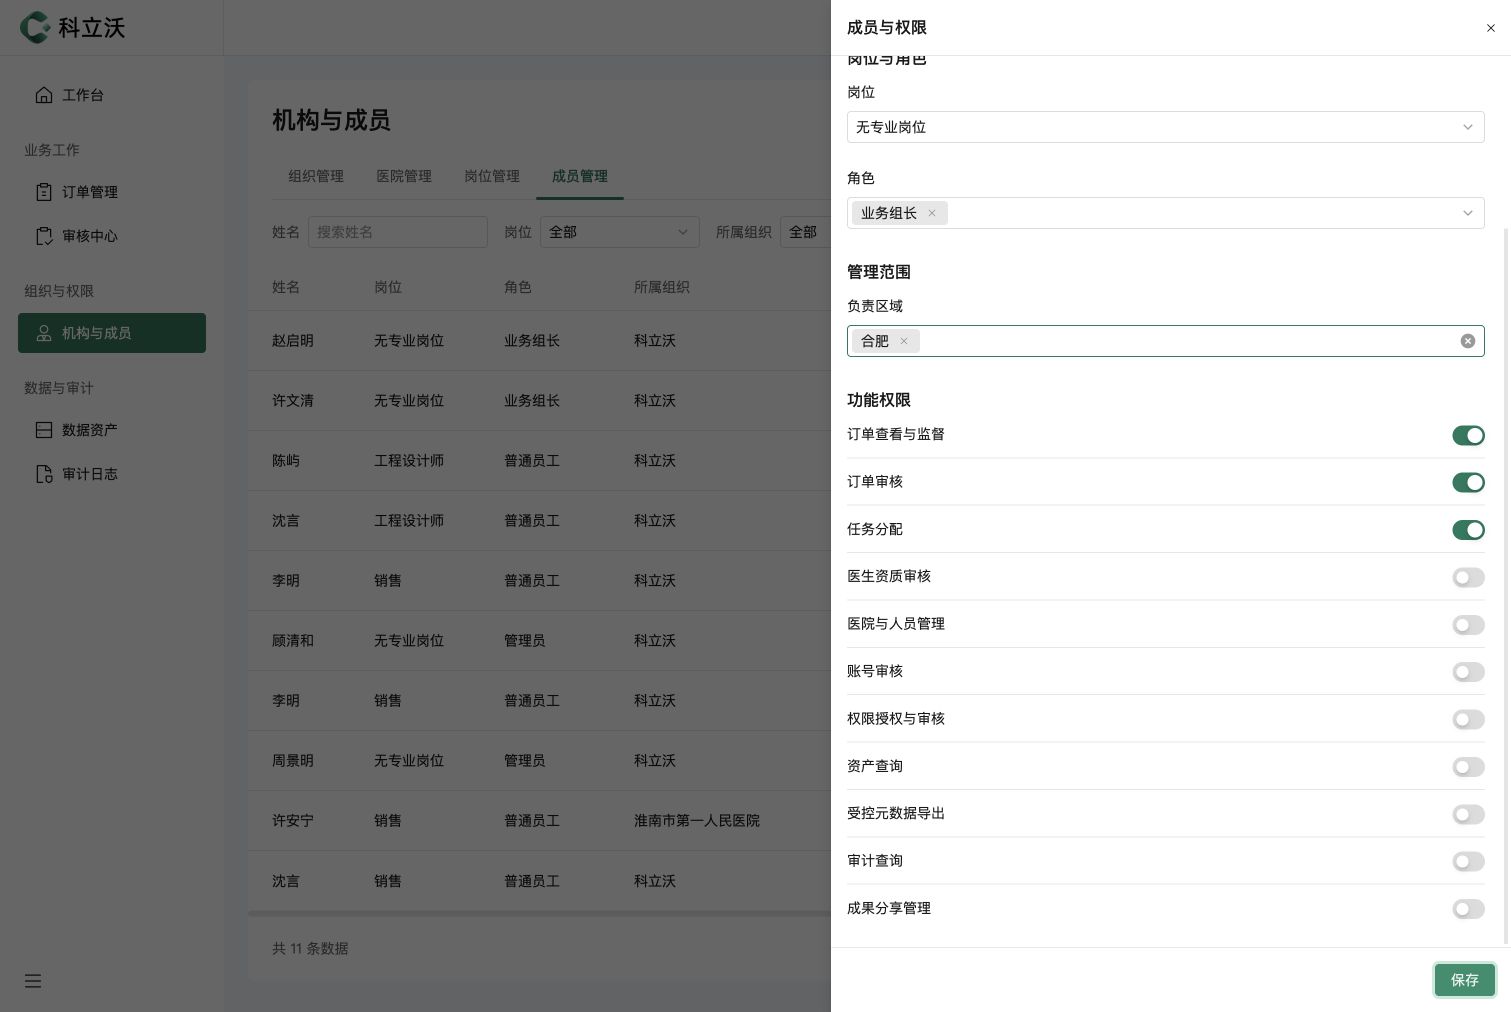 科立沃
工作台
业务工作
订单管理
审核中心
组织与权限
机构与成员
数据与审计
数据资产
审计日志
机构与成员
组织管理 医院管理 岗位管理 成员管理
姓名 搜索姓名 岗位 全部 所属组织 全部
姓名 岗位 角色 所属组织
赵启明 无专业岗位 业务组长 科立沃
许文清 无专业岗位 业务组长 科立沃
陈屿 工程设计师 普通员工 科立沃
沈言 工程设计师 普通员工 科立沃
李明 销售 普通员工 科立沃
顾清和 无专业岗位 管理员 科立沃
李明 销售 普通员工 科立沃
周景明 无专业岗位 管理员 科立沃
许安宁 销售 普通员工 淮南市第一人民医院
沈言 销售 普通员工 科立沃
共 11 条数据
成员与权限
岗位与角色
岗位
无专业岗位
角色
业务组长
管理范围
负责区域
合肥
功能权限
订单查看与监督
订单审核
任务分配
医生资质审核
医院与人员管理
账号审核
权限授权与审核
资产查询
受控元数据导出
审计查询
成果分享管理
保存